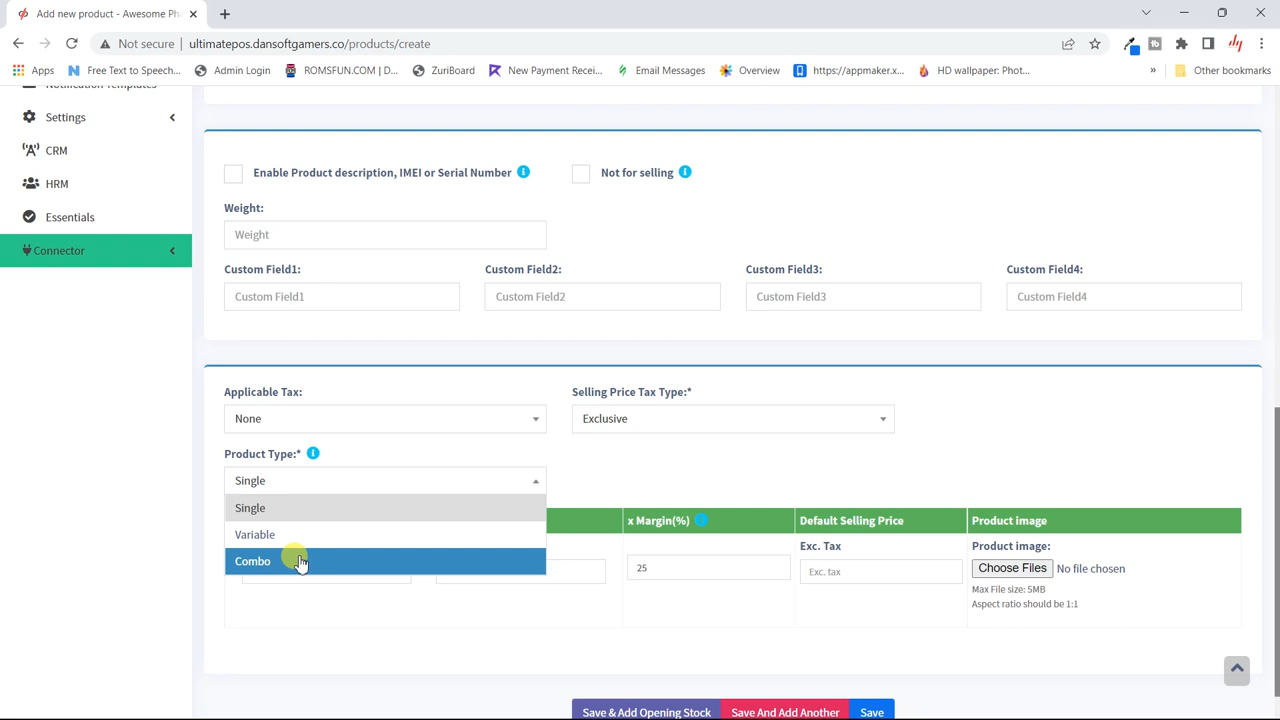 Add new product - Awesome Ph
Not secure
ultimatepos.dansoftgamers.co/products/create
Apps
Free Text to Speech...
Admin Login
ROMSFUN.COM | D...
ZuriBoard
New Payment Recei...
Email Messages
Overview
https://appmaker.x...
HD wallpaper: Phot...
»
Other bookmarks
Notification Templates
Settings
CRM
HRM
Essentials
Connector
Enable Product description, IMEI or Serial Number
Not for selling
Weight:
Weight
Custom Field1:
Custom Field2:
Custom Field3:
Custom Field4:
Custom Field1
Custom Field2
Custom Field3
Custom Field4
Applicable Tax:
Selling Price Tax Type:*
None
Exclusive
Product Type:*
Single
Single
Variable
Combo
x Margin(%)
Default Selling Price
Product image
25
Exc. Tax
Exc. tax
Product image:
Choose Files No file chosen
Max File size: 5MB
Aspect ratio should be 1:1
Save & Add Opening Stock
Save And Add Another
Save